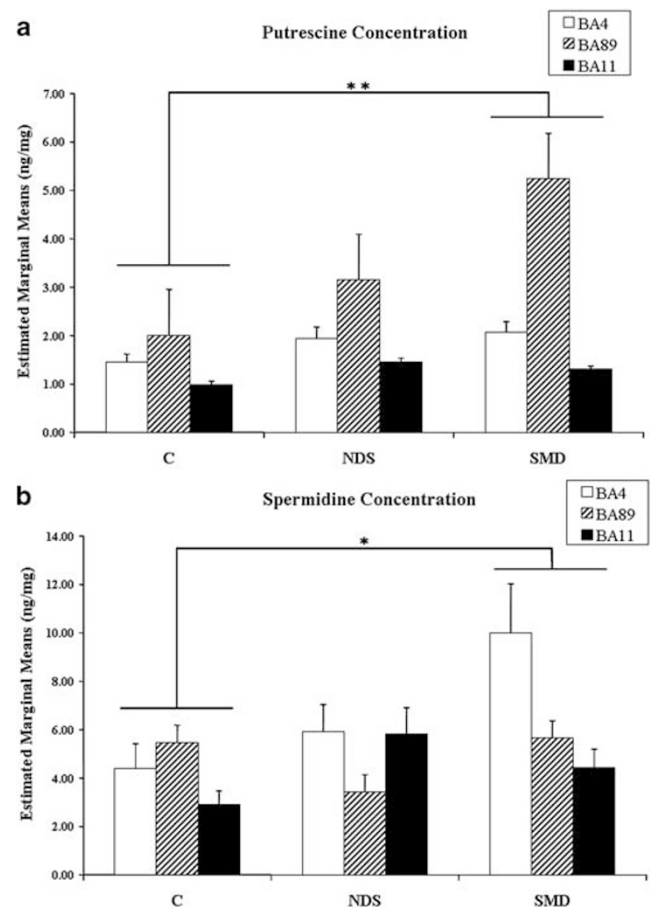 a
Putrescine Concentration
BA4
BA89
BA11
**
7.00
6.00
5.00
4.00
3.00
2.00
1.00
0.00
Estimated Marginal Means (ng/mg)
C NDS SMD
b
Spermidine Concentration
BA4
BA89
BA11
*
14.00
12.00
10.00
8.00
6.00
4.00
2.00
0.00
Estimated Marginal Means (ng/mg)
C NDS SMD